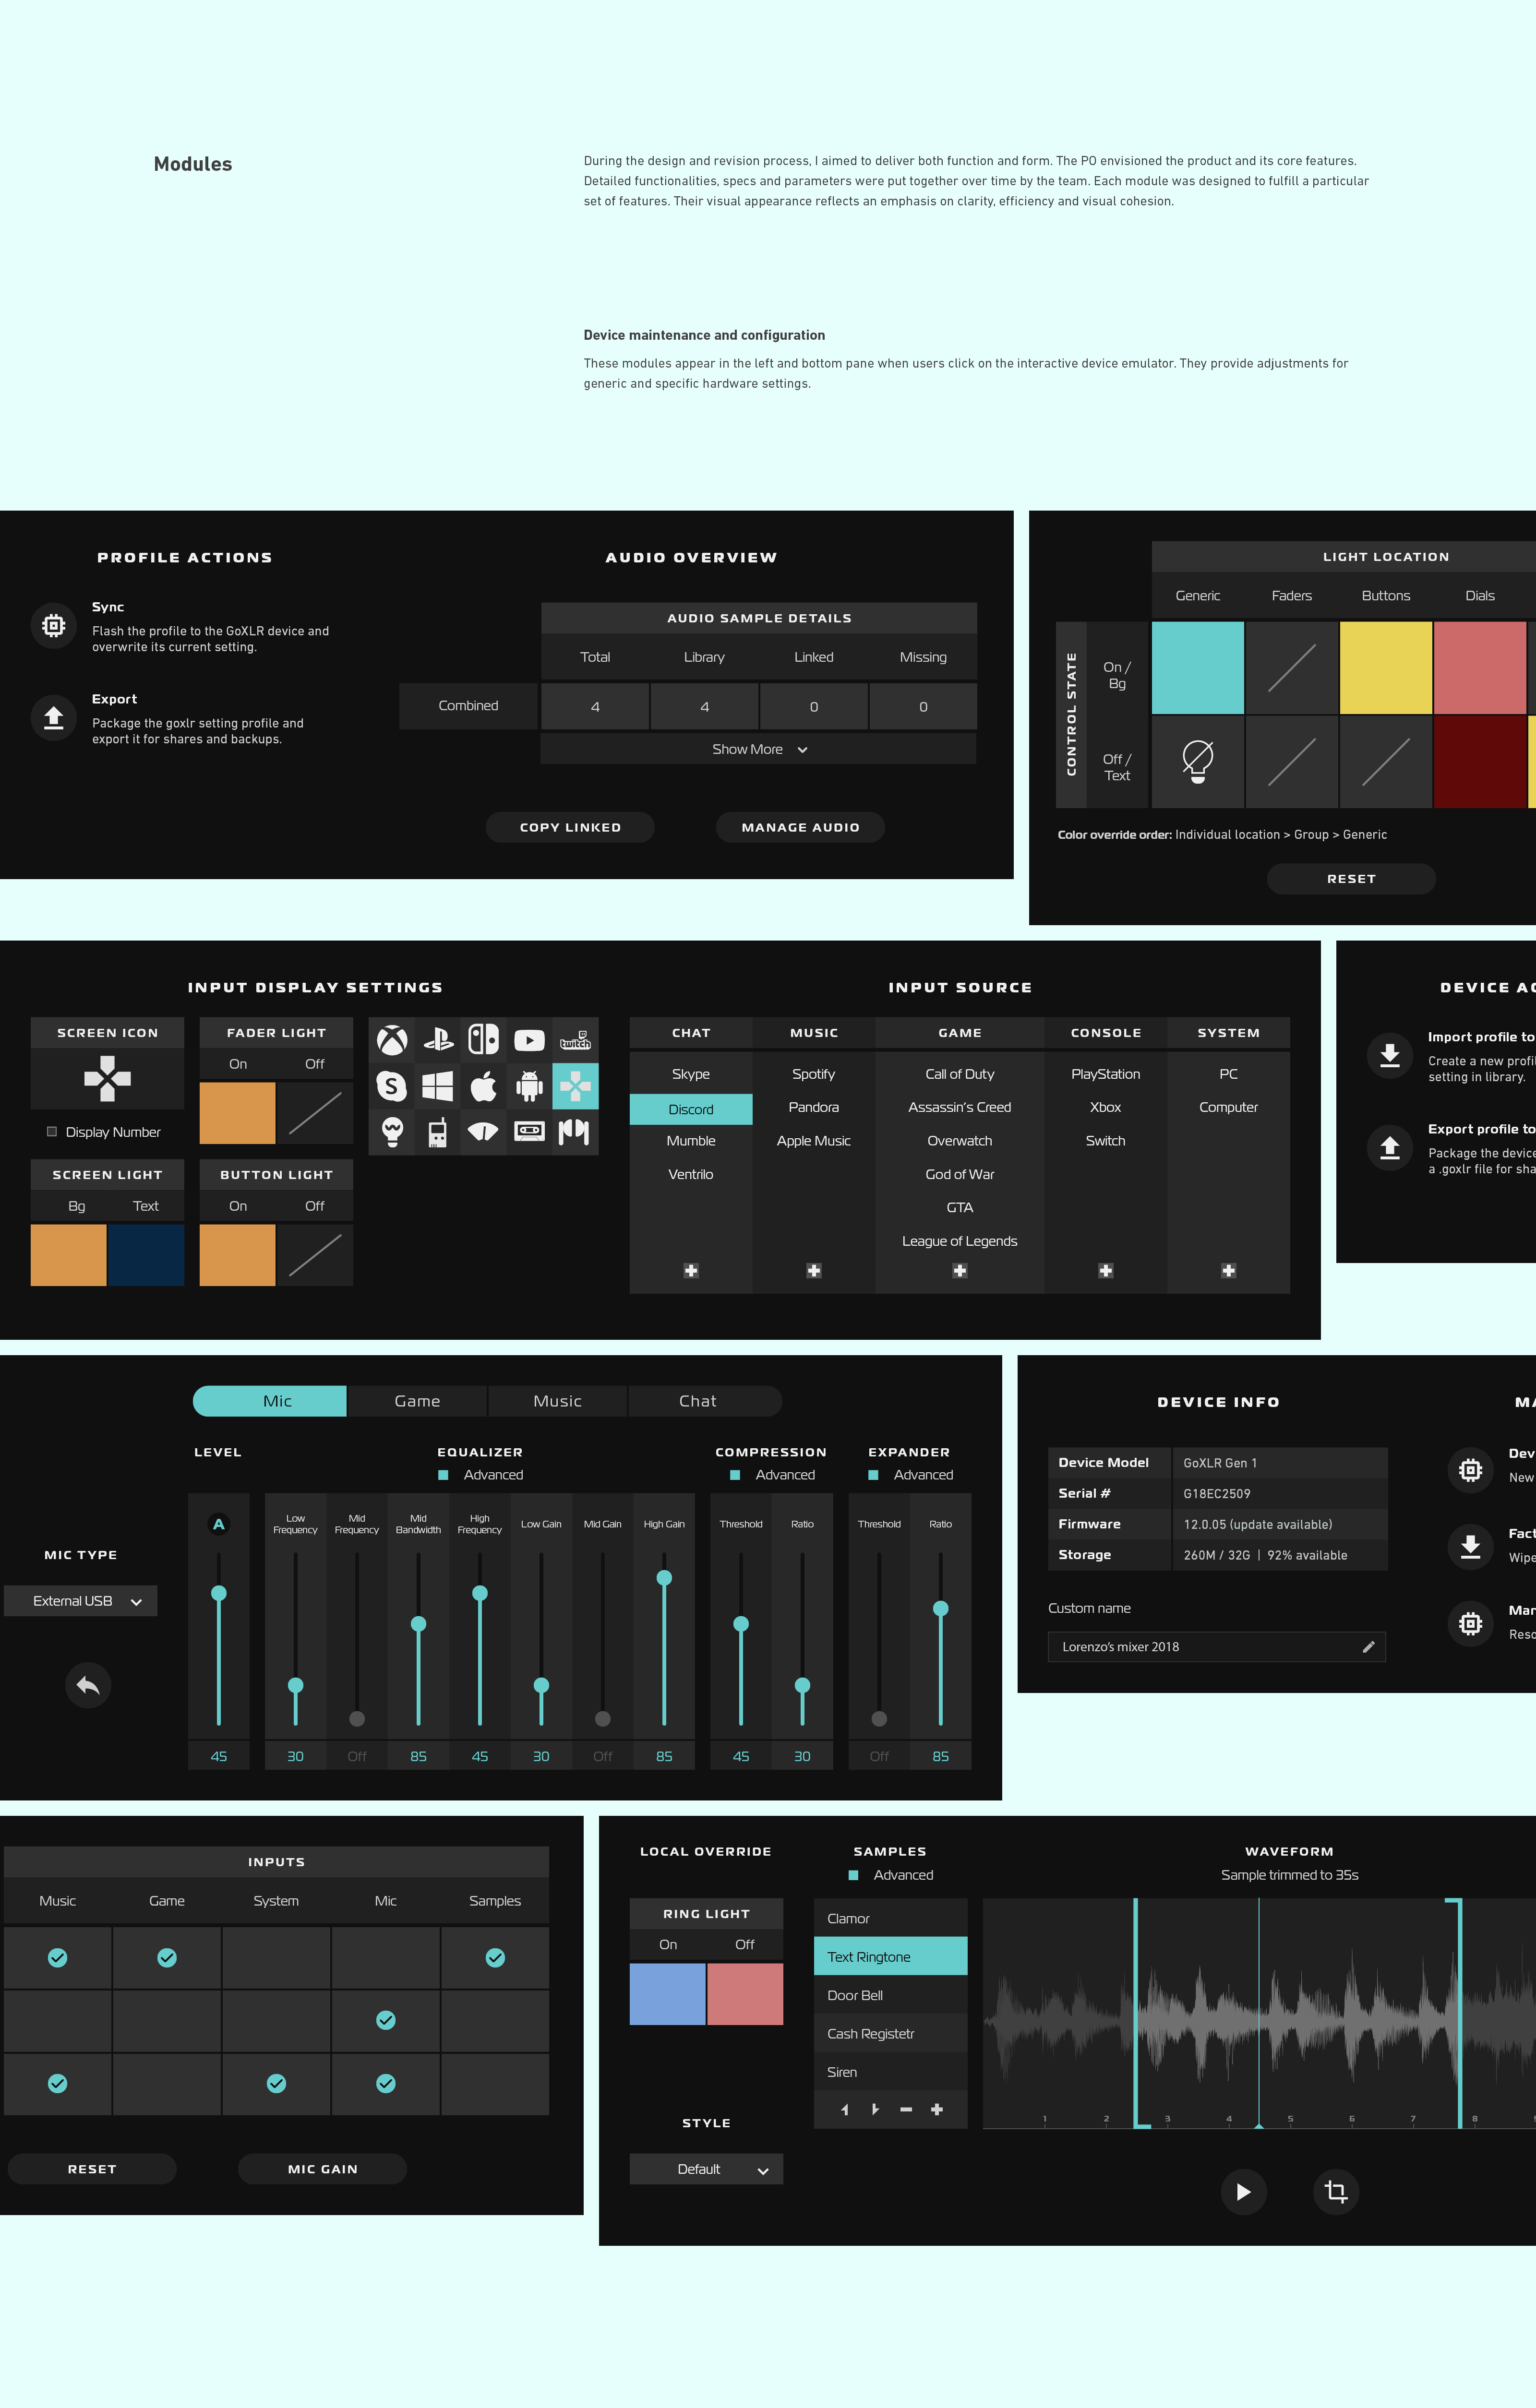 Modules
During the design and revision process, I aimed to deliver both function and form. The PO envisioned the product and its core features.
Detailed functionalities, specs and parameters were put together over time by the team. Each module was designed to fulfill a particular
set of features. Their visual appearance reflects an emphasis on clarity, efficiency and visual cohesion.
Device maintenance and configuration
These modules appear in the left and bottom pane when users click on the interactive device emulator. They provide adjustments for
generic and specific hardware settings.
PROFILE ACTIONS
Sync
Flash the profile to the GoXLR device and
overwrite its current setting.
Export
Package the goxlr setting profile and
export it for shares and backups.
AUDIO OVERVIEW
AUDIO SAMPLE DETAILS
Total Library Linked Missing
Combined 4 4 0 0
Show More
COPY LINKED MANAGE AUDIO
LIGHT LOCATION
Generic Faders Buttons Dials
CONTROL STATE
On /
Bg
Off /
Text
Color override order: Individual location > Group > Generic
RESET
INPUT DISPLAY SETTINGS
SCREEN ICON
Display Number
FADER LIGHT
On Off
twitch
SCREEN LIGHT
Bg Text
BUTTON LIGHT
On Off
INPUT SOURCE
CHAT MUSIC GAME CONSOLE SYSTEM
Skype Spotify Call of Duty PlayStation PC
Discord Pandora Assassin's Creed Xbox Computer
Mumble Apple Music Overwatch Switch
Ventrilo God of War
GTA
League of Legends
DEVICE AC
Import profile to
Create a new profil
setting in library.
Export profile to
Package the device
a .goxlr file for sha
Mic Game Music Chat
LEVEL EQUALIZER COMPRESSION EXPANDER
Advanced Advanced Advanced
MIC TYPE
External USB
A
Low
Frequency
Mid
Frequency
Mid
Bandwidth
High
Frequency
Low Gain Mid Gain High Gain Threshold Ratio Threshold Ratio
45 30 Off 85 45 30 Off 85 45 30 Off 85
DEVICE INFO
Device Model GoXLR Gen 1
Serial # G18EC2509
Firmware 12.0.05 (update available)
Storage 260M / 32G | 92% available
Custom name
Lorenzo's mixer 2018
MA
Dev
New
Fact
Wipe
Man
Reso
INPUTS
Music Game System Mic Samples
RESET MIC GAIN
LOCAL OVERRIDE
RING LIGHT
On Off
STYLE
Default
SAMPLES
Advanced
Clamor
Text Ringtone
Door Bell
Cash Registetr
Siren
WAVEFORM
Sample trimmed to 35s
1 2 3 4 5 6 7 8